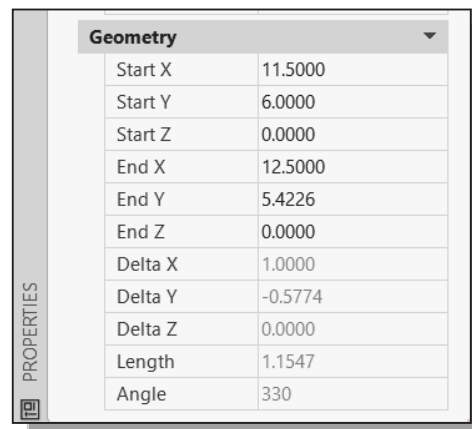 Geometry
Start X 11.5000
Start Y 6.0000
Start Z 0.0000
End X 12.5000
End Y 5.4226
End Z 0.0000
Delta X 1.0000
Delta Y -0.5774
Delta Z 0.0000
Length 1.1547
Angle 330
PROPERTIES